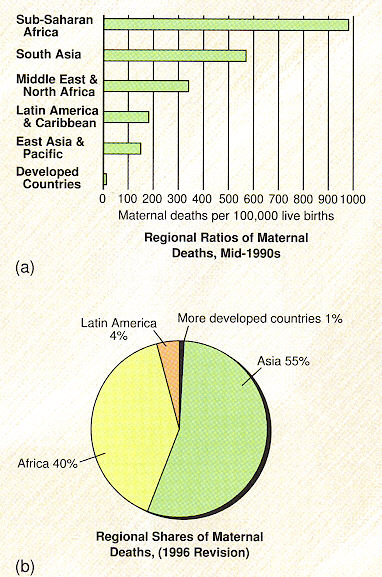 Sub-Saharan
Africa
South Asia
Middle East &
North Africa
Latin America
& Caribbean
East Asia &
Pacific
Developed
Countries
0 100 200 300 400 500 600 700 800 900 1000
Maternal deaths per 100,000 live births
Regional Ratios of Maternal
Deaths, Mid-1990s
(a)
Latin America
4%
More developed countries 1%
Asia 55%
Africa 40%
Regional Shares of Maternal
Deaths, (1996 Revision)
(b)